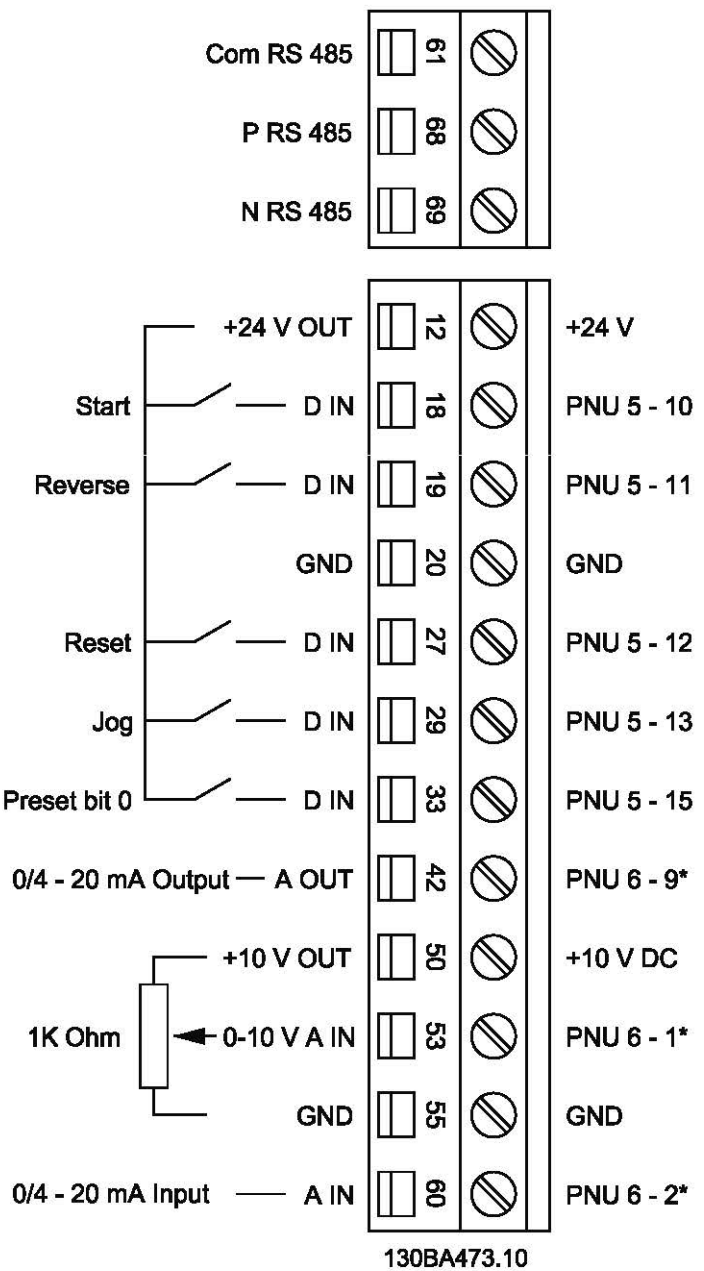 Com RS 485 61
P RS 485 68
N RS 485 69
+24 V OUT 12 +24 V
Start D IN 18 PNU 5 - 10
Reverse D IN 19 PNU 5 - 11
GND 20 GND
Reset D IN 27 PNU 5 - 12
Jog D IN 29 PNU 5 - 13
Preset bit 0 D IN 33 PNU 5 - 15
0/4 - 20 mA Output A OUT 42 PNU 6 - 9*
+10 V OUT 50 +10 V DC
1K Ohm 0-10 V A IN 53 PNU 6 - 1*
GND 55 GND
0/4 - 20 mA Input A IN 60 PNU 6 - 2*
130BA473.10